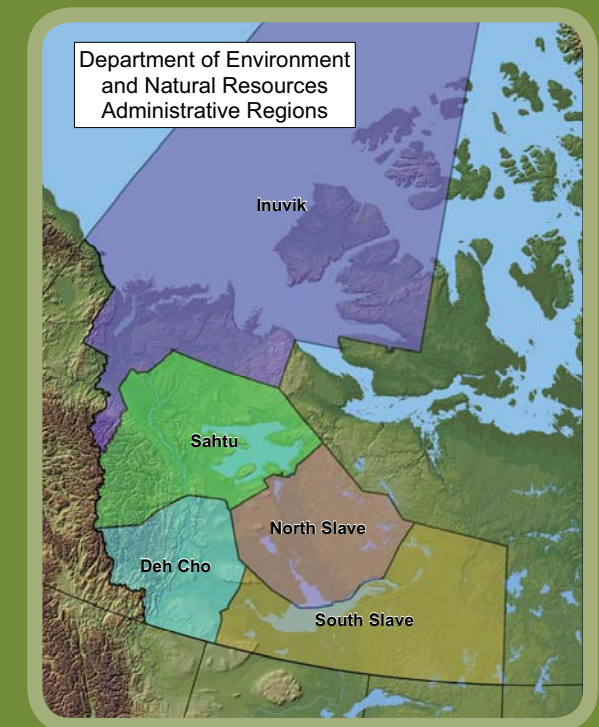 Department of Environment
and Natural Resources
Administrative Regions
Inuvik
Sahtu
North Slave
Deh Cho
South Slave